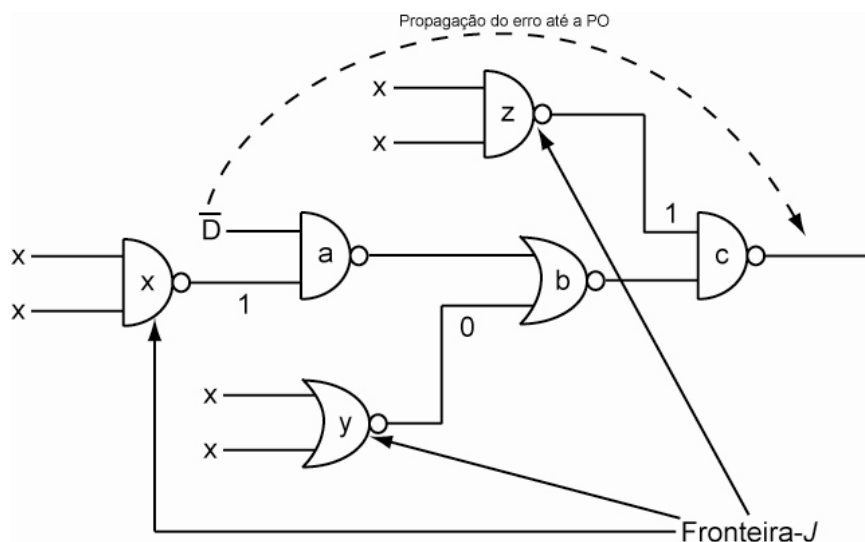 Propagação do erro até a PO
x
z
x
D̅
1
x
a
c
x
b
x
1
0
x
y
x
Fronteira-J